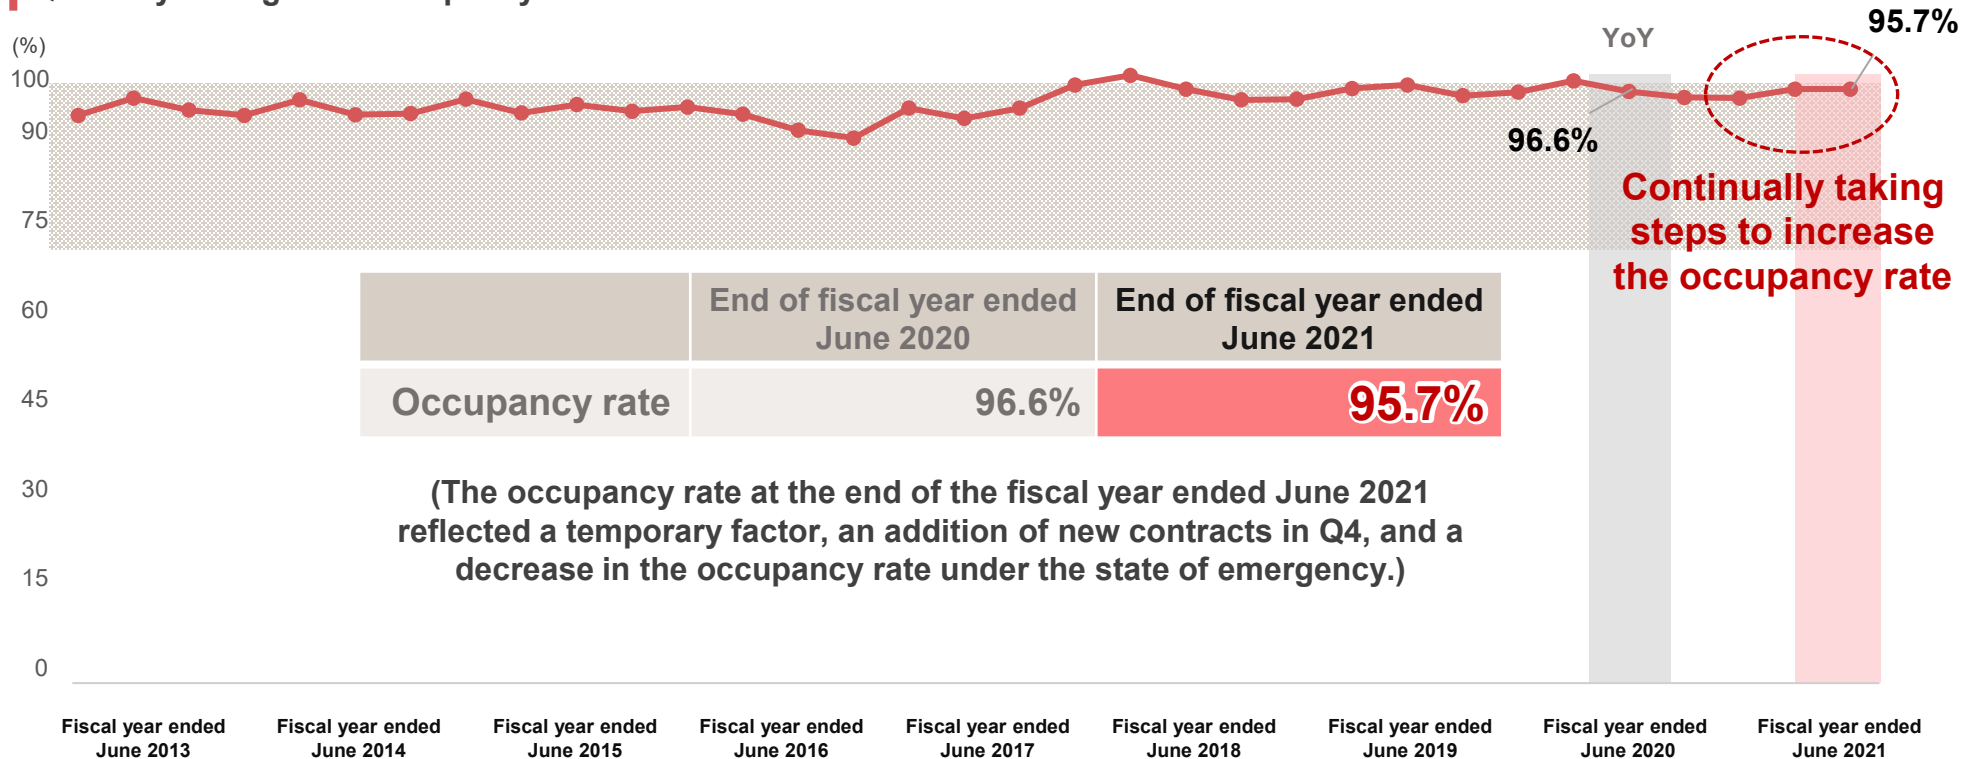 (%)
95.7%
YoY
100
90
96.6%
75
Continually taking
steps to increase
the occupancy rate
60
End of fiscal year ended
June 2020
End of fiscal year ended
June 2021
45
Occupancy rate
96.6%
95.7%
30
(The occupancy rate at the end of the fiscal year ended June 2021
reflected a temporary factor, an addition of new contracts in Q4, and a
decrease in the occupancy rate under the state of emergency.)
15
0
Fiscal year ended
June 2013
Fiscal year ended
June 2014
Fiscal year ended
June 2015
Fiscal year ended
June 2016
Fiscal year ended
June 2017
Fiscal year ended
June 2018
Fiscal year ended
June 2019
Fiscal year ended
June 2020
Fiscal year ended
June 2021